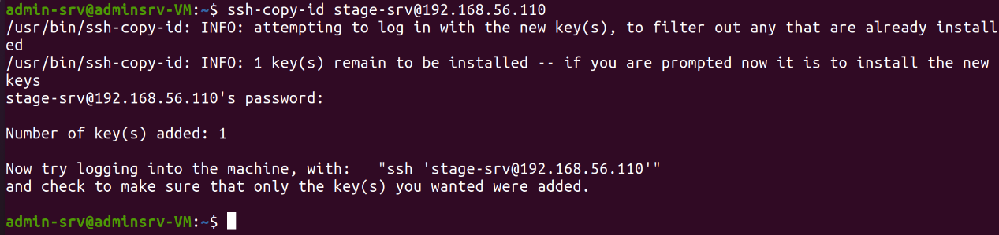 admin-srv@adminsrv-VM:~$ ssh-copy-id stage-srv@192.168.56.110
/usr/bin/ssh-copy-id: INFO: attempting to log in with the new key(s), to filter out any that are already install
ed
/usr/bin/ssh-copy-id: INFO: 1 key(s) remain to be installed -- if you are prompted now it is to install the new
keys
stage-srv@192.168.56.110's password:
Number of key(s) added: 1
Now try logging into the machine, with:   "ssh 'stage-srv@192.168.56.110'"
and check to make sure that only the key(s) you wanted were added.
admin-srv@adminsrv-VM:~$